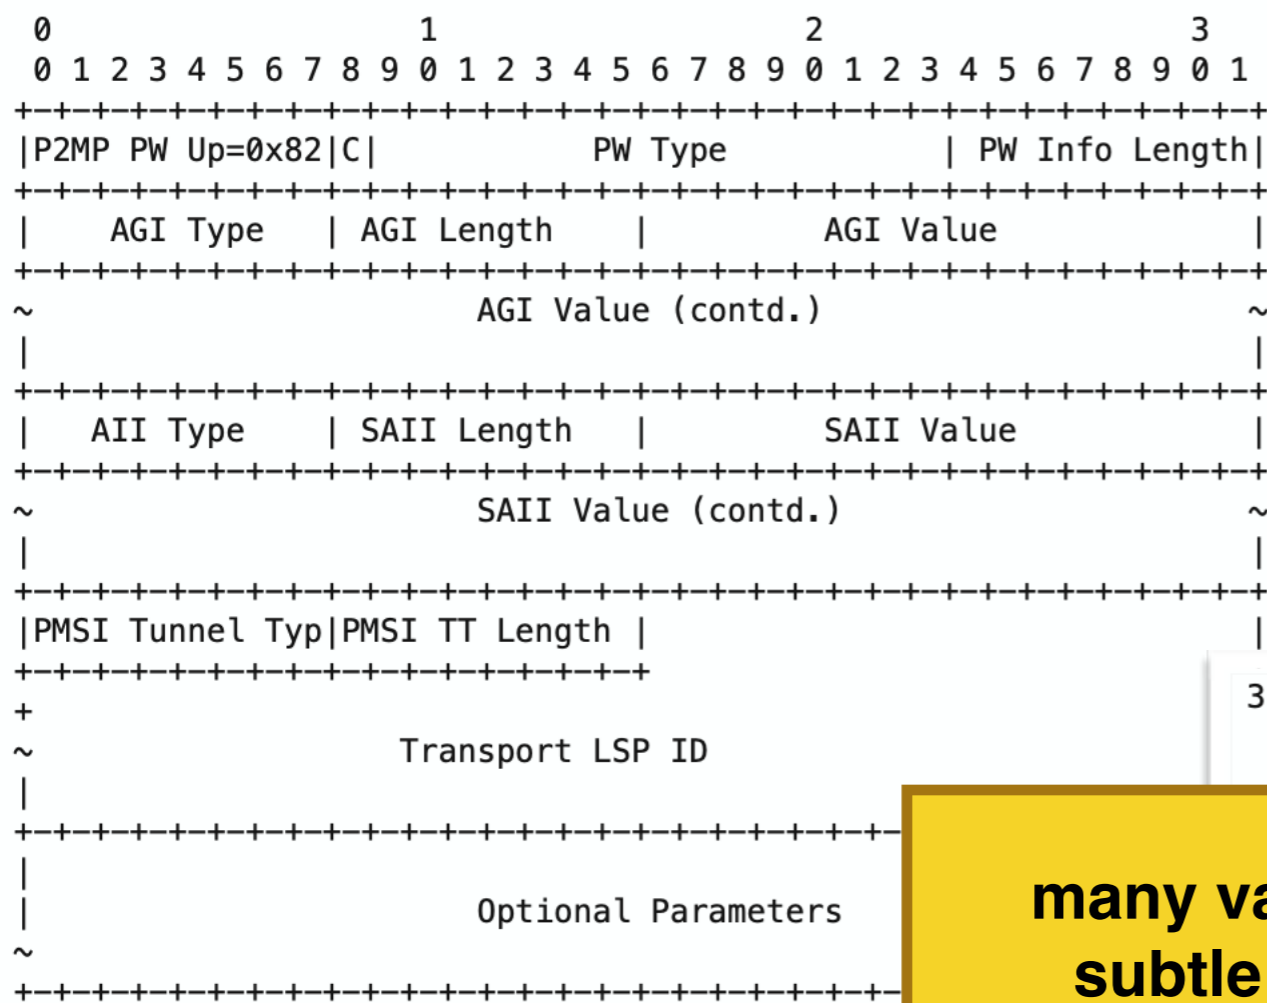 0 1 2 3
0 1 2 3 4 5 6 7 8 9 0 1 2 3 4 5 6 7 8 9 0 1 2 3 4 5 6 7 8 9 0 1
+-+-+-+-+-+-+-+-+-+-+-+-+-+-+-+-+-+-+-+-+-+-+-+-+-+-+-+-+-+-+-+-+
|P2MP PW Up=0x82|C| PW Type | PW Info Length|
+-+-+-+-+-+-+-+-+-+-+-+-+-+-+-+-+-+-+-+-+-+-+-+-+-+-+-+-+-+-+-+-+
| AGI Type | AGI Length | AGI Value |
+-+-+-+-+-+-+-+-+-+-+-+-+-+-+-+-+-+-+-+-+-+-+-+-+-+-+-+-+-+-+-+-+
~ AGI Value (contd.) ~
| |
+-+-+-+-+-+-+-+-+-+-+-+-+-+-+-+-+-+-+-+-+-+-+-+-+-+-+-+-+-+-+-+-+
| AII Type | SAII Length | SAII Value |
+-+-+-+-+-+-+-+-+-+-+-+-+-+-+-+-+-+-+-+-+-+-+-+-+-+-+-+-+-+-+-+-+
~ SAII Value (contd.) ~
| |
+-+-+-+-+-+-+-+-+-+-+-+-+-+-+-+-+-+-+-+-+-+-+-+-+-+-+-+-+-+-+-+-+
|PMSI Tunnel Typ|PMSI TT Length | |
+-+-+-+-+-+-+-+-+-+-+-+-+-+-+-+-+
+ 3
~ Transport LSP ID
|
+-+-+-+-+-+-+-+-+-+-+-+-+-+-+-+-+-+-+-+-+-+-+-
|
| Optional Parameters
~
+-+-+-+-+-+-+-+-+-+-+-+-+-+-+-+-+-+-+-+-+-+-+-
many
subtle